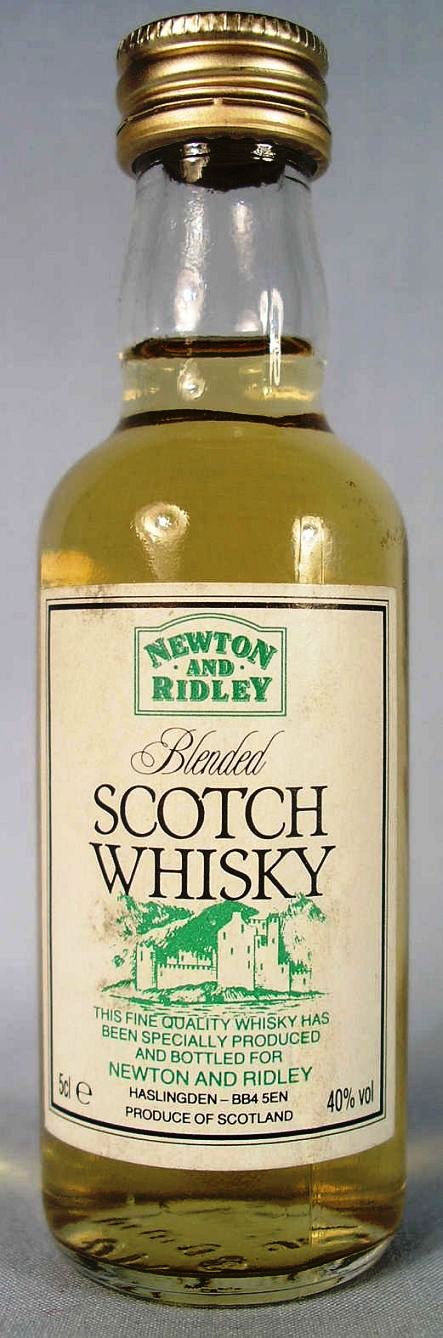 NEWTON
· AND ·
RIDLEY
Blended
SCOTCH
WHISKY
THIS FINE QUALITY WHISKY HAS
BEEN SPECIALLY PRODUCED
AND BOTTLED FOR
NEWTON AND RIDLEY
HASLINGDEN – BB4 5EN
PRODUCE OF SCOTLAND
5cl ℮
40% vol